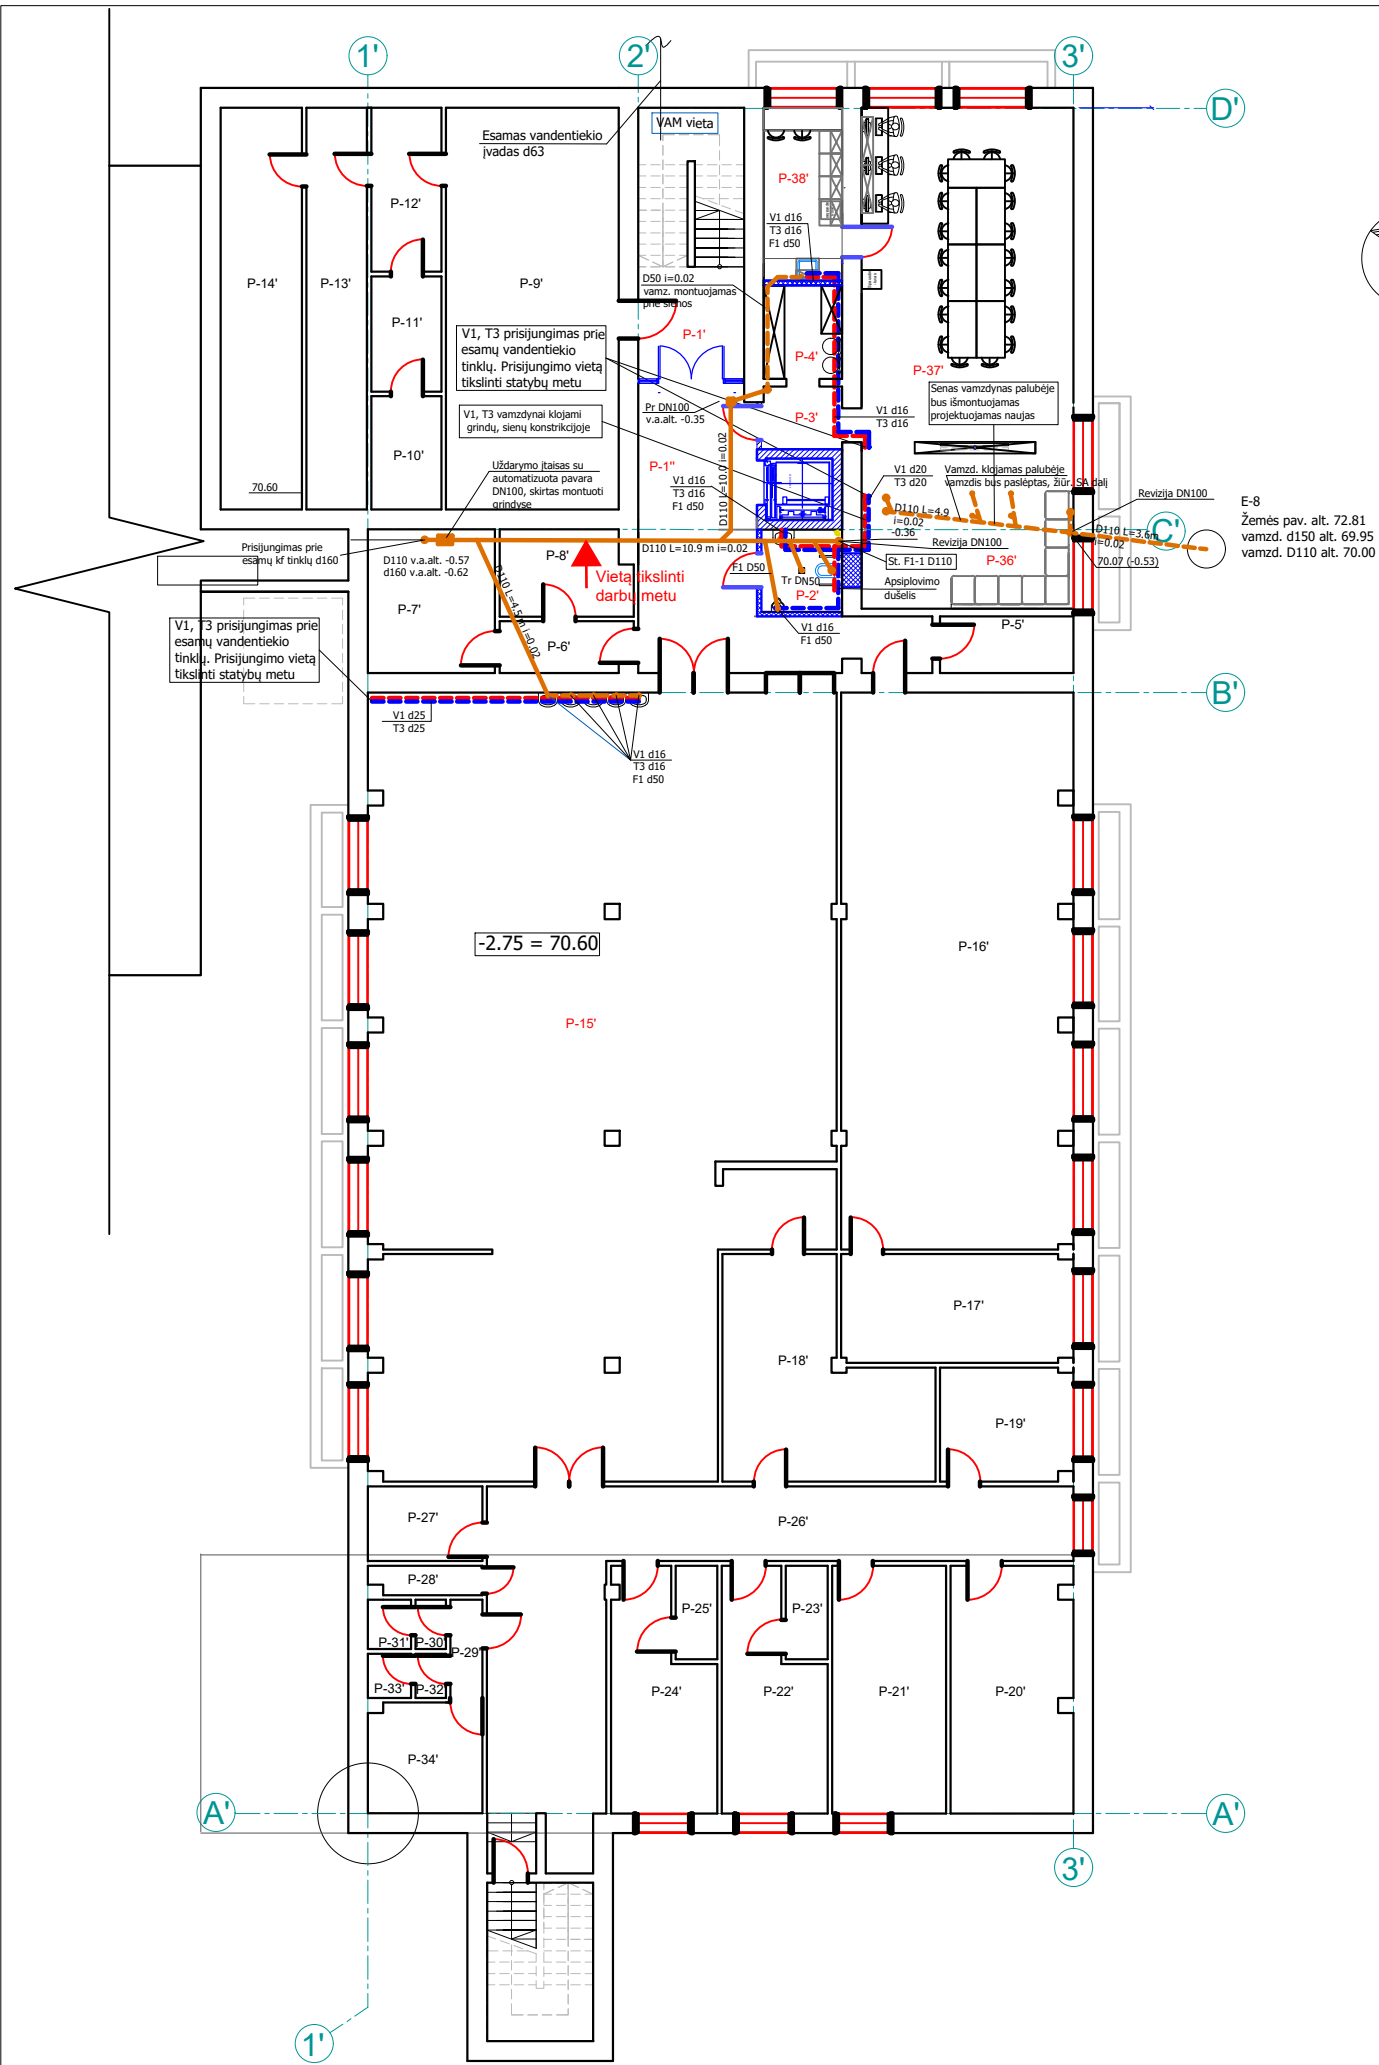 1'
2'
3'
D'
Esamas vandentiekio
įvadas d63
VAM vieta
P-38'
P-12'
V1 d16
T3 d16
F1 d50
P-14'
P-13'
P-9'
D50 i=0.02
vamz. montuojamas
prie sienos
P-11'
V1, T3 prisijungimas prie
esamų vandentiekio
tinklų. Prisijungimo vietą
tikslinti statybų metu
P-1'
P-4'
P-37'
Senas vamzdynas palubėje
bus išmontuojamas
projektuojamas naujas
Pr DN100
v.a.alt. -0.35
V1, T3 vamzdynai klojami
grindų, sienų konstrikcijoje
P-3'
V1 d16
T3 d16
P-10'
Uždarymo įtaisas su
automatizuota pavara
DN100, skirtas montuoti
grindyse
P-1"
D110 L=10.0 i=0.02
V1 d16
T3 d16
F1 d50
V1 d20
T3 d20
Vamzd. klojamas palubėje
vamzdis bus paslėptas, žiūr. SA dalį
70.60
Revizija DN100
D110 L=4.9
i=0.02
-0.36
D110 L=3.6m
i=0.02
C'
E-8
Žemės pav. alt. 72.81
vamzd. d150 alt. 69.95
vamzd. D110 alt. 70.00
Prisijungimas prie
esamų kf tinklų d160
D110 v.a.alt. -0.57
d160 v.a.alt. -0.62
P-8'
D110 L=10.9 m i=0.02
Revizija DN100
St. F1-1 D110
P-36'
70.07 (-0.53)
D110 L=4.5m i=0.02
Vietą tikslinti
darbų metu
F1 D50
Tr DN50
P-2'
Apsiplovimo
dušelis
P-7'
V1, T3 prisijungimas prie
esamų vandentiekio
tinklų. Prisijungimo vietą
tikslinti statybų metu
P-6'
V1 d16
F1 d50
P-5'
B'
V1 d25
T3 d25
V1 d16
T3 d16
F1 d50
-2.75 = 70.60
P-16'
P-15'
P-17'
P-18'
P-19'
P-27'
P-26'
P-28'
P-25'
P-23'
P-31'
P-30'
P-29'
P-33'
P-32'
P-24'
P-22'
P-21'
P-20'
P-34'
A'
A'
3'
1'